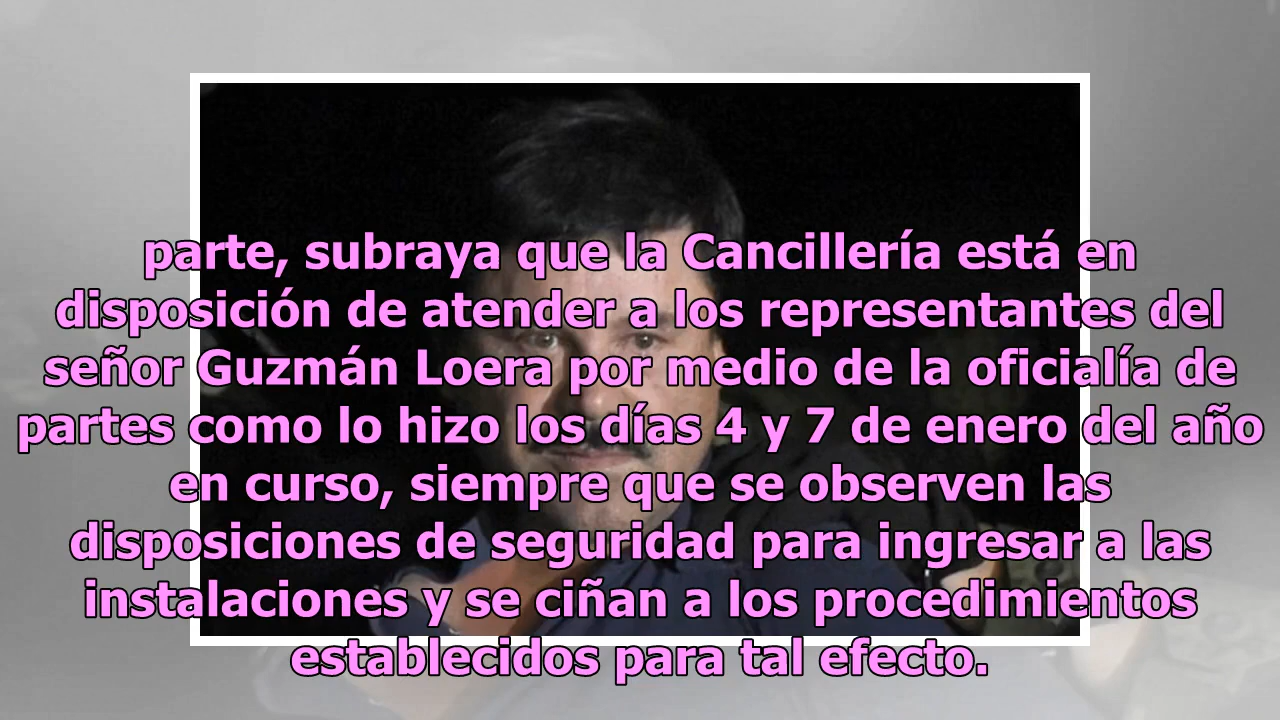 parte, subraya que la Cancillería está en
disposición de atender a los representantes del
señor Guzmán Loera por medio de la oficialía de
partes como lo hizo los días 4 y 7 de enero del año
en curso, siempre que se observen las
disposiciones de seguridad para ingresar a las
instalaciones y se ciñan a los procedimientos
establecidos para tal efecto.